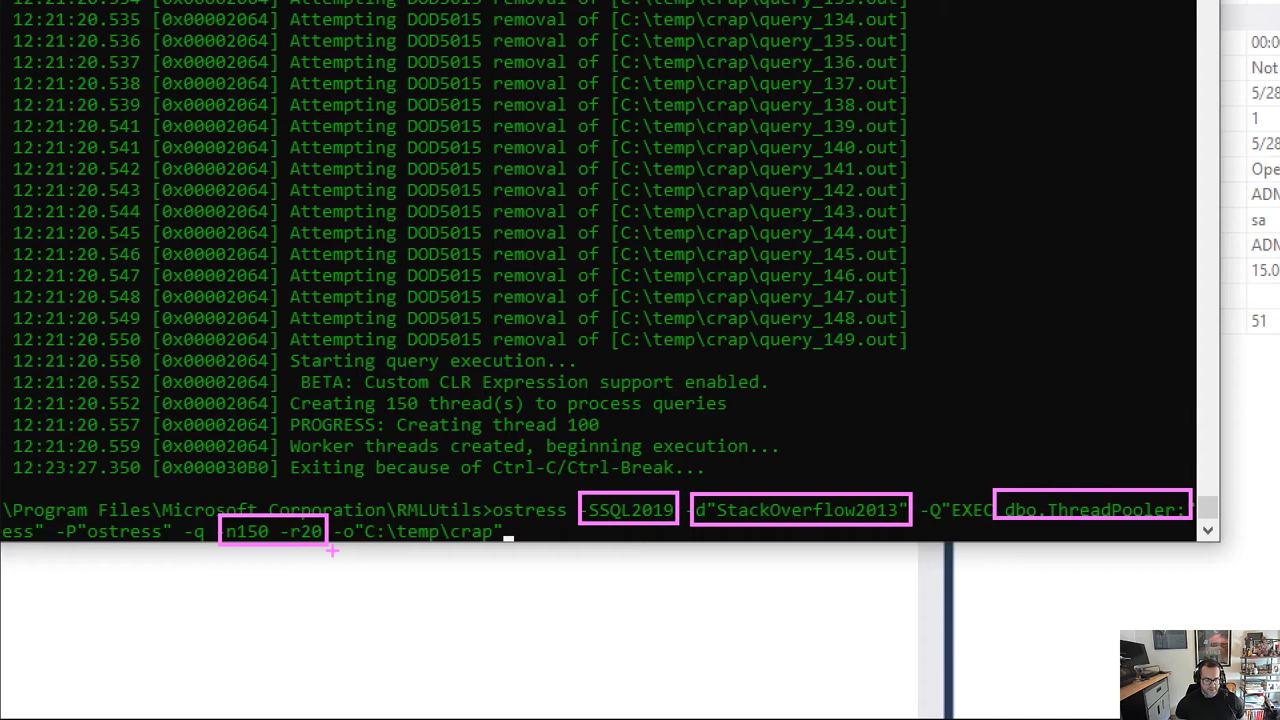 12:21:20.535 [0x00002064] Attempting DOD5015 removal of [C:\temp\crap\query_134.out]
12:21:20.536 [0x00002064] Attempting DOD5015 removal of [C:\temp\crap\query_135.out]
12:21:20.537 [0x00002064] Attempting DOD5015 removal of [C:\temp\crap\query_136.out]
12:21:20.538 [0x00002064] Attempting DOD5015 removal of [C:\temp\crap\query_137.out]
12:21:20.539 [0x00002064] Attempting DOD5015 removal of [C:\temp\crap\query_138.out]
12:21:20.541 [0x00002064] Attempting DOD5015 removal of [C:\temp\crap\query_139.out]
12:21:20.541 [0x00002064] Attempting DOD5015 removal of [C:\temp\crap\query_140.out]
12:21:20.542 [0x00002064] Attempting DOD5015 removal of [C:\temp\crap\query_141.out]
12:21:20.543 [0x00002064] Attempting DOD5015 removal of [C:\temp\crap\query_142.out]
12:21:20.544 [0x00002064] Attempting DOD5015 removal of [C:\temp\crap\query_143.out]
12:21:20.545 [0x00002064] Attempting DOD5015 removal of [C:\temp\crap\query_144.out]
12:21:20.546 [0x00002064] Attempting DOD5015 removal of [C:\temp\crap\query_145.out]
12:21:20.547 [0x00002064] Attempting DOD5015 removal of [C:\temp\crap\query_146.out]
12:21:20.548 [0x00002064] Attempting DOD5015 removal of [C:\temp\crap\query_147.out]
12:21:20.549 [0x00002064] Attempting DOD5015 removal of [C:\temp\crap\query_148.out]
12:21:20.550 [0x00002064] Attempting DOD5015 removal of [C:\temp\crap\query_149.out]
12:21:20.550 [0x00002064] Starting query execution...
12:21:20.552 [0x00002064] BETA: Custom CLR Expression support enabled.
12:21:20.552 [0x00002064] Creating 150 thread(s) to process queries
12:21:20.557 [0x00002064] PROGRESS: Creating thread 100
12:21:20.559 [0x00002064] Worker threads created, beginning execution...
12:23:27.350 [0x000030B0] Exiting because of Ctrl-C/Ctrl-Break...
\Program Files\Microsoft Corporation\RMLUtils>ostress -SSQL2019 -d"StackOverflow2013" -Q"EXEC dbo.ThreadPooler;"
ess" -P"ostress" -q -n150 -r20 -o"C:\temp\crap"
00:0
Not
5/28
1
5/28
Ope
ADM
sa
ADM
15.0
51